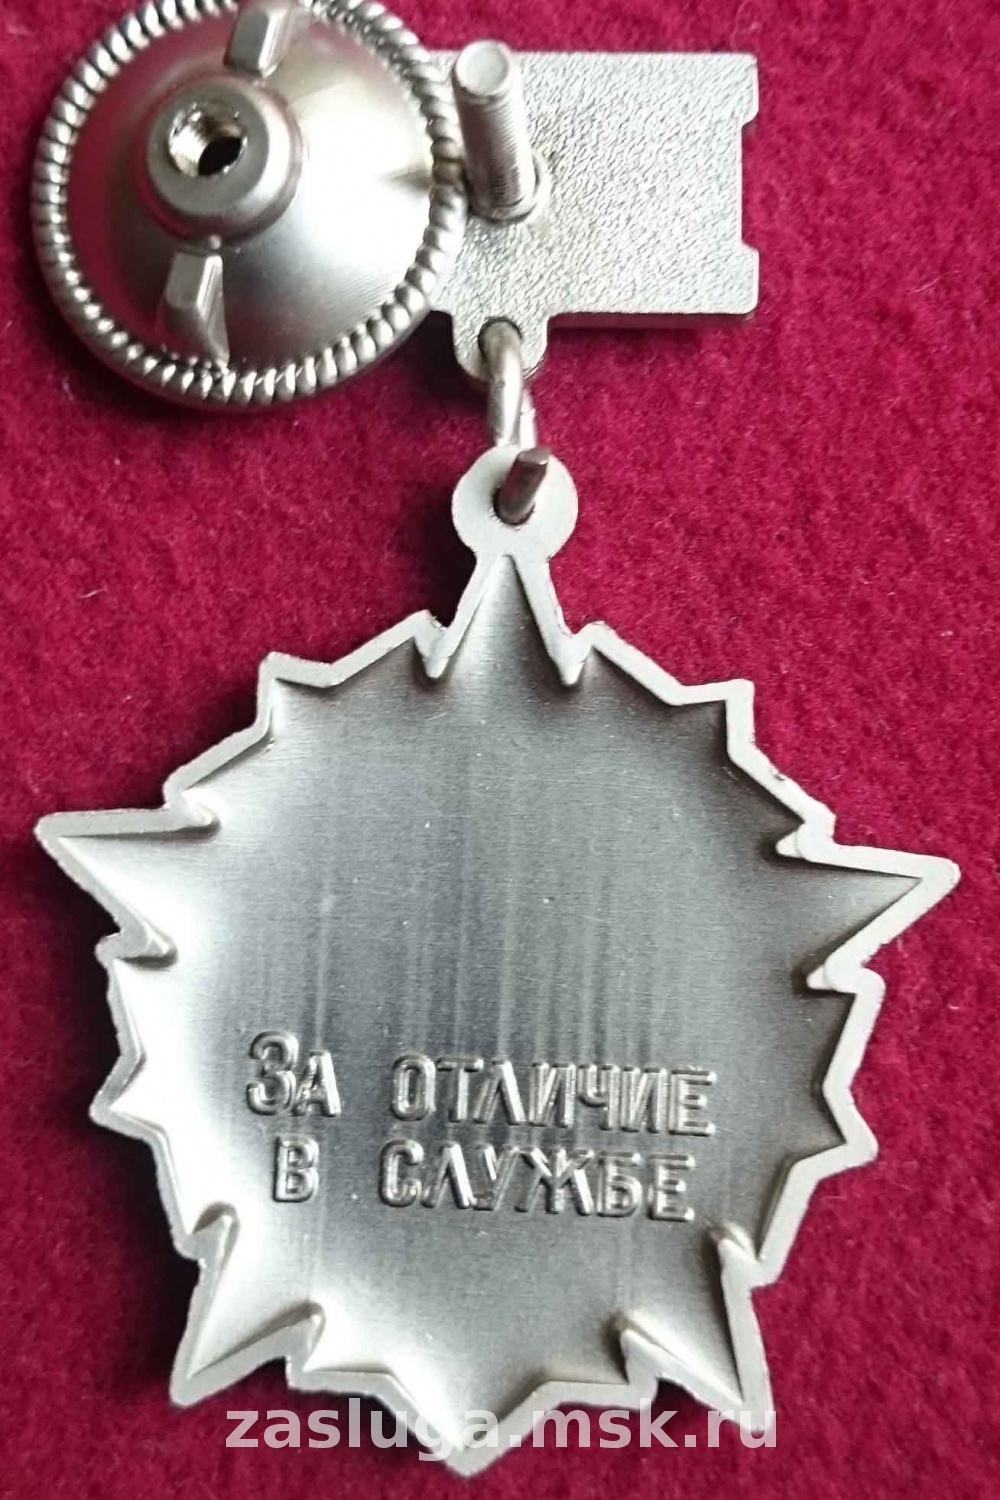 За отличие
в службе
zasluga.msk.ru